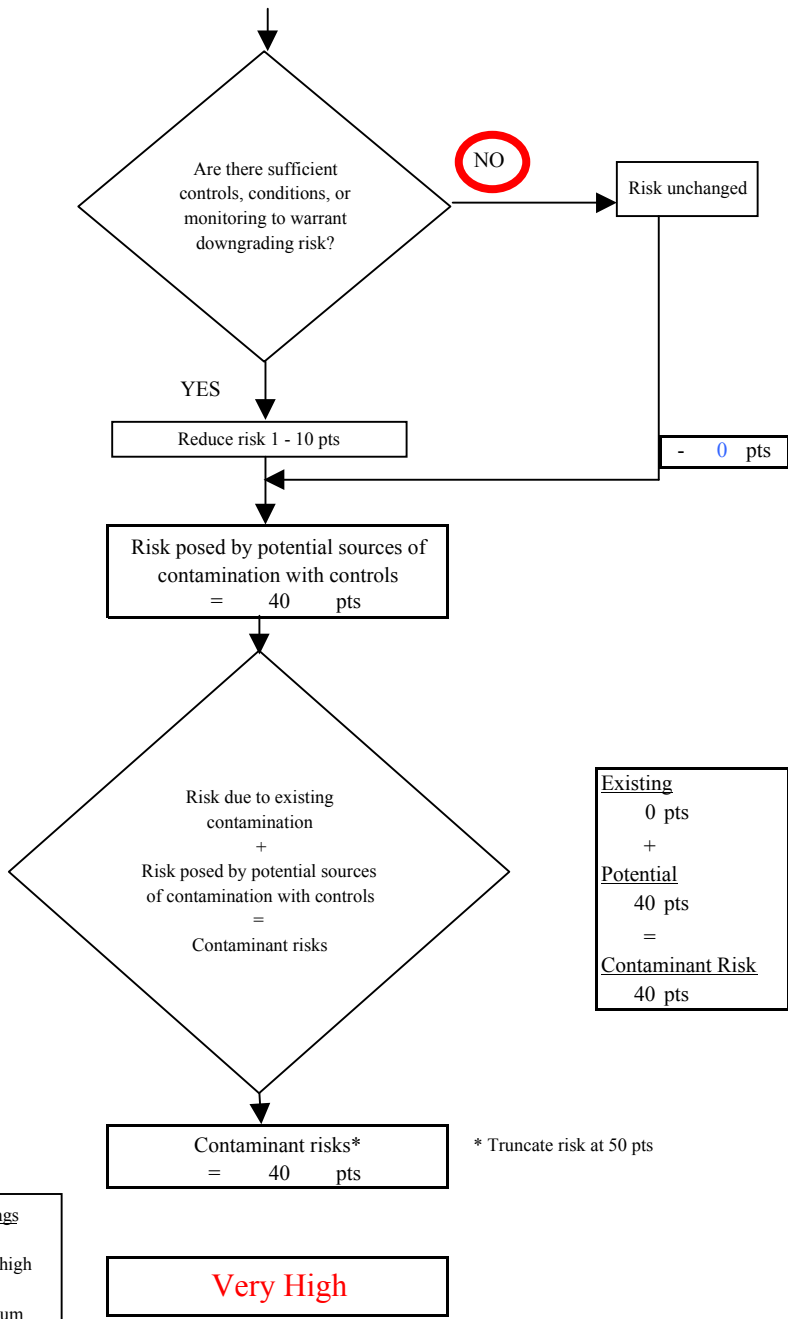 Are there sufficient
controls, conditions, or
monitoring to warrant
downgrading risk?
NO
Risk unchanged
YES
Reduce risk 1 - 10 pts
- 0 pts
Risk posed by potential sources of
contamination with controls
= 40 pts
Risk due to existing
contamination
+
Risk posed by potential sources
of contamination with controls
=
Contaminant risks
Existing
0 pts
+
Potential
40 pts
=
Contaminant Risk
40 pts
Contaminant risks*
= 40 pts
* Truncate risk at 50 pts
high
Very High